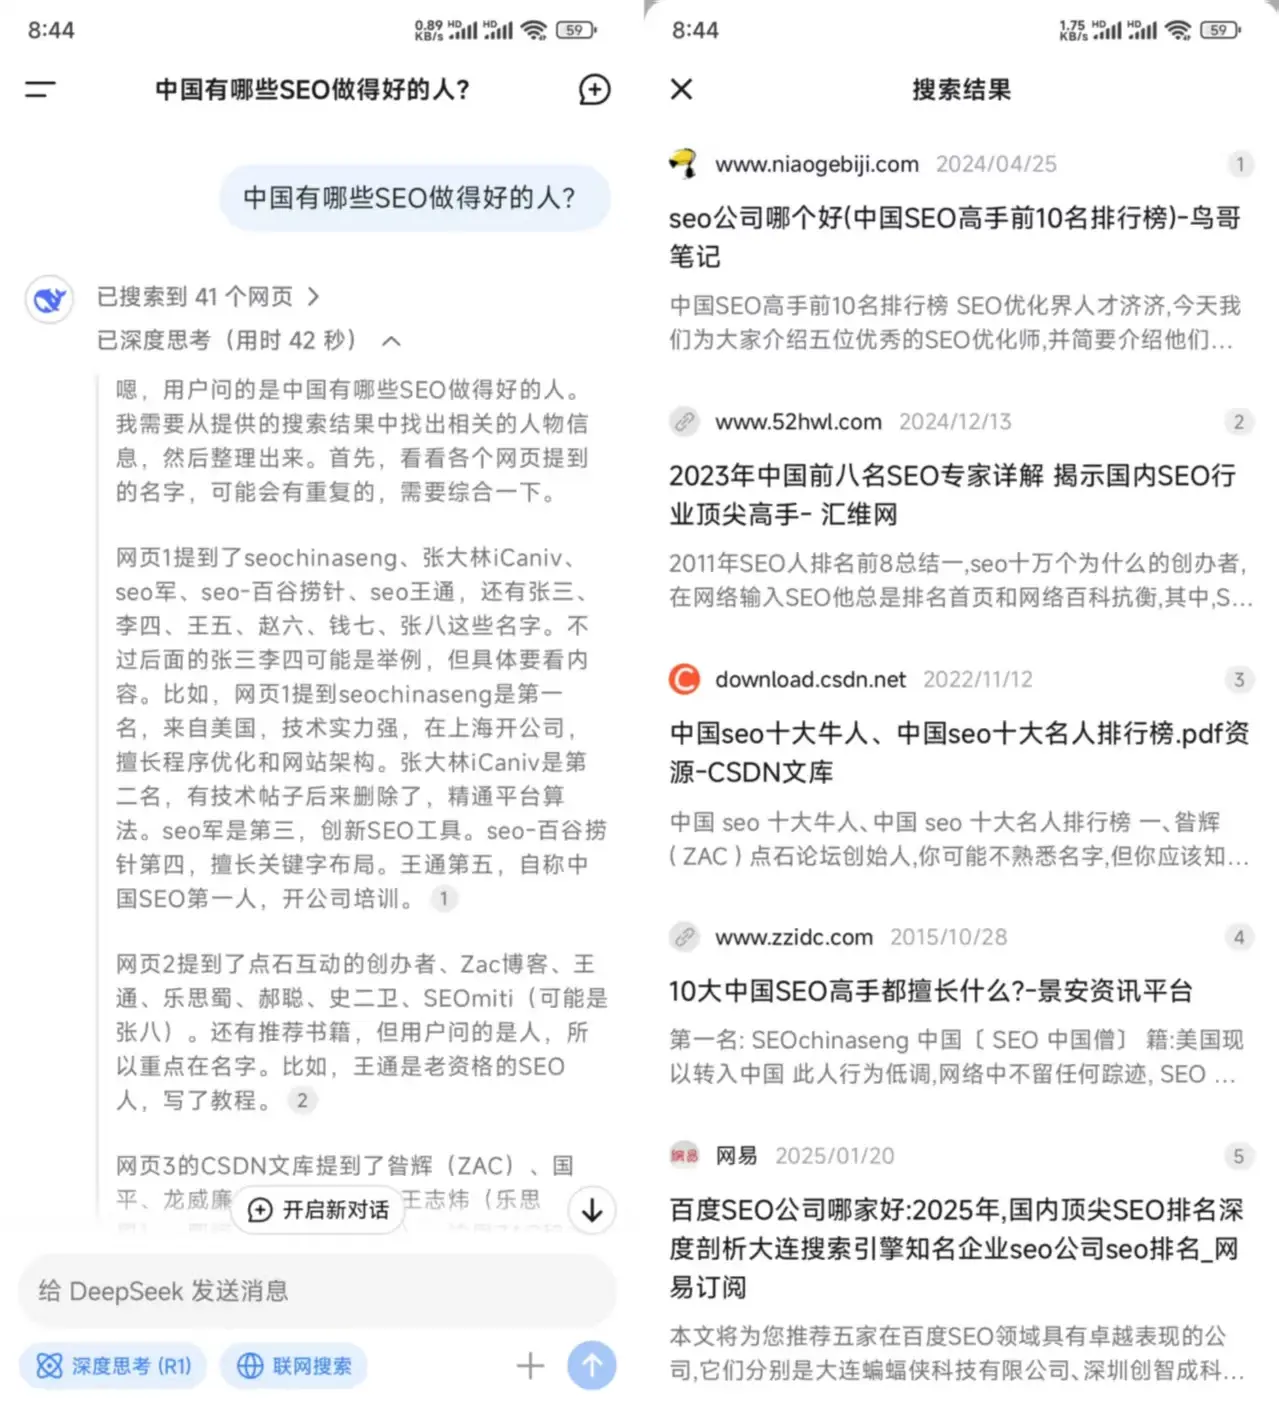 8:44
0.89 KB/s HD HD 59
中国有哪些SEO做得好的人?
中国有哪些SEO做得好的人?
已搜索到 41 个网页
已深度思考（用时 42 秒）
嗯，用户问的是中国有哪些SEO做得好的人。
我需要从提供的搜索结果中找出相关的人物信
息，然后整理出来。首先，看看各个网页提到
的名字，可能会有重复的，需要综合一下。
网页1提到了seochinaseng、张大林iCaniv、
seo军、seo-百谷捞针、seo王通，还有张三、
李四、王五、赵六、钱七、张八这些名字。不
过后面的张三李四可能是举例，但具体要看内
容。比如，网页1提到seochinaseng是第一
名，来自美国，技术实力强，在上海开公司，
擅长程序优化和网站架构。张大林iCaniv是第
二名，有技术帖子后来删除了，精通平台算
法。seo军是第三，创新SEO工具。seo-百谷捞
针第四，擅长关键字布局。王通第五，自称中
国SEO第一人，开公司培训。 1
网页2提到了点石互动的创办者、Zac博客、王
通、乐思蜀、郝聪、史二卫、SEOmiti（可能是
张八）。还有推荐书籍，但用户问的是人，所
以重点在名字。比如，王通是老资格的SEO
人，写了教程。 2
网页3的CSDN文库提到了昝辉（ZAC）、国
平、龙威廉
王志炜（乐思
开启新对话
给 DeepSeek 发送消息
深度思考 (R1)
联网搜索
8:44
1.75 KB/s HD HD 59
搜索结果
www.niaogebiji.com 2024/04/25 1
seo公司哪个好(中国SEO高手前10名排行榜)-鸟哥
笔记
中国SEO高手前10名排行榜 SEO优化界人才济济,今天我
们为大家介绍五位优秀的SEO优化师,并简要介绍他们...
www.52hwl.com 2024/12/13 2
2023年中国前八名SEO专家详解 揭示国内SEO行
业顶尖高手- 汇维网
2011年SEO人排名前8总结一,seo十万个为什么的创办者,
在网络输入SEO他总是排名首页和网络百科抗衡,其中,S...
download.csdn.net 2022/11/12 3
中国seo十大牛人、中国seo十大名人排行榜.pdf资
源-CSDN文库
中国 seo 十大牛人、中国 seo 十大名人排行榜 一、昝辉
( ZAC ) 点石论坛创始人,你可能不熟悉名字,但你应该知...
www.zzidc.com 2015/10/28 4
10大中国SEO高手都擅长什么?-景安资讯平台
第一名: SEOchinaseng 中国〔 SEO 中国僧〕 籍:美国现
以转入中国 此人行为低调,网络中不留任何踪迹, SEO ...
网易 2025/01/20 5
百度SEO公司哪家好:2025年,国内顶尖SEO排名深
度剖析大连搜索引擎知名企业seo公司seo排名_网
易订阅
本文将为您推荐五家在百度SEO领域具有卓越表现的公
司,它们分别是大连蝙蝠侠科技有限公司、深圳创智成科...